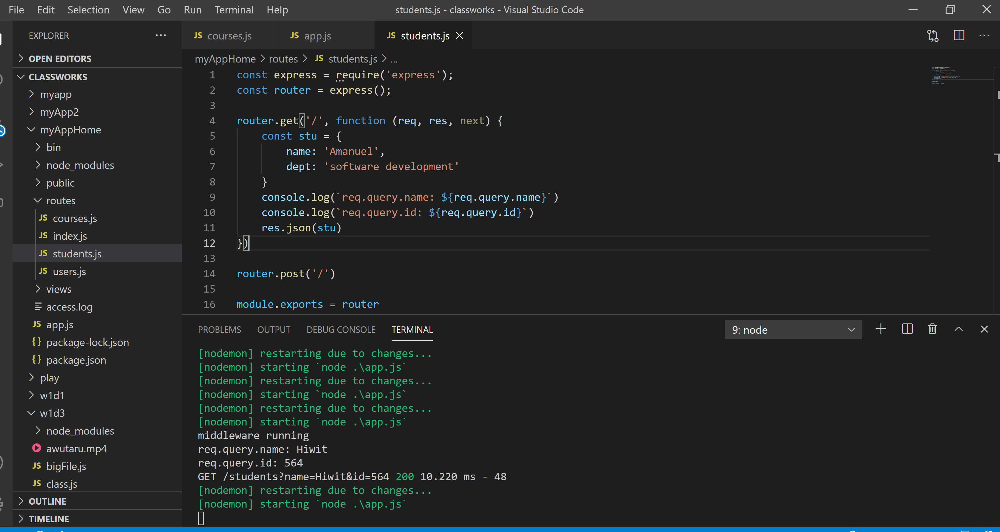 File Edit Selection View Go Run Terminal Help students.js - classworks - Visual Studio Code
EXPLORER
OPEN EDITORS
CLASSWORKS
myapp
myApp2
myAppHome
bin
node_modules
public
routes
JS courses.js
JS index.js
JS students.js
JS users.js
views
access.log
JS app.js
{} package-lock.json
{} package.json
play
w1d1
w1d3
node_modules
awutaru.mp4
JS bigFile.js
JS class.js
OUTLINE
TIMELINE
JS courses.js JS app.js JS students.js
myAppHome > routes > JS students.js > ...
1 const express = require('express');
2 const router = express();
3
4 router.get('/', function (req, res, next) {
5 const stu = {
6 name: 'Amanuel',
7 dept: 'software development'
8 }
9 console.log(`req.query.name: ${req.query.name}`)
10 console.log(`req.query.id: ${req.query.id}`)
11 res.json(stu)
12 })
13
14 router.post('/')
15
16 module.exports = router
PROBLEMS OUTPUT DEBUG CONSOLE TERMINAL 9: node
[nodemon] restarting due to changes...
[nodemon] starting `node .\app.js`
[nodemon] restarting due to changes...
[nodemon] starting `node .\app.js`
[nodemon] restarting due to changes...
[nodemon] starting `node .\app.js`
middleware running
req.query.name: Hiwit
req.query.id: 564
GET /students?name=Hiwit&id=564 200 10.220 ms - 48
[nodemon] restarting due to changes...
[nodemon] starting `node .\app.js`